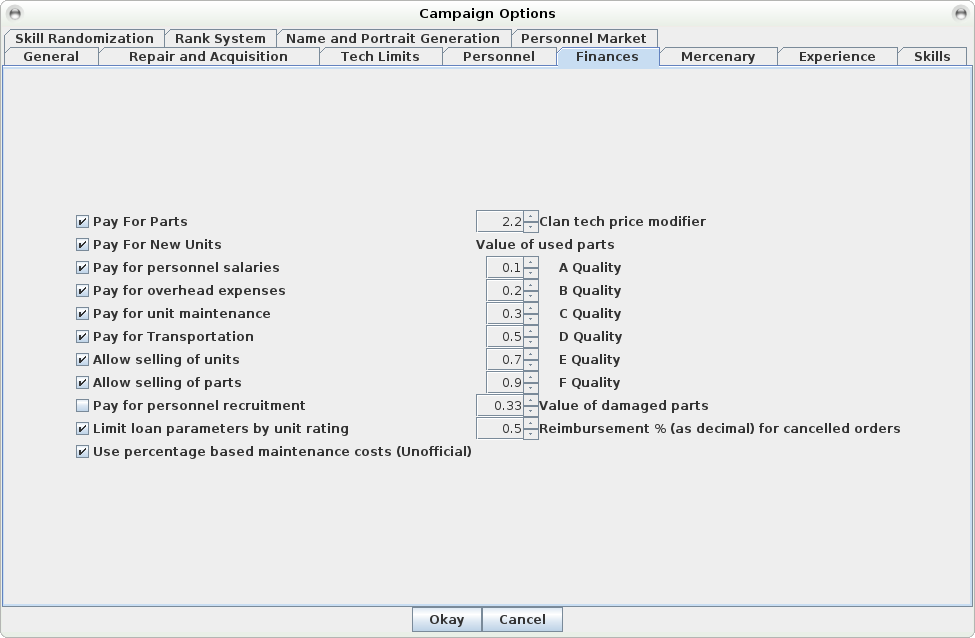 Campaign Options
Skill Randomization Rank System Name and Portrait Generation Personnel Market
General Repair and Acquisition Tech Limits Personnel Finances Mercenary Experience Skills
Pay For Parts 2.2 Clan tech price modifier
Pay For New Units Value of used parts
Pay for personnel salaries 0.1 A Quality
Pay for overhead expenses 0.2 B Quality
Pay for unit maintenance 0.3 C Quality
Pay for Transportation 0.5 D Quality
Allow selling of units 0.7 E Quality
Allow selling of parts 0.9 F Quality
Pay for personnel recruitment 0.33 Value of damaged parts
Limit loan parameters by unit rating 0.5 Reimbursement % (as decimal) for cancelled orders
Use percentage based maintenance costs (Unofficial)
Okay Cancel